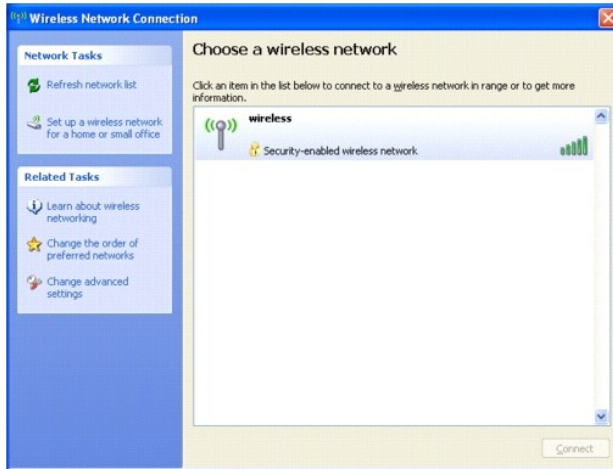 Wireless Network Connection
Network Tasks
Refresh network list
Set up a wireless network
for a home or small office
Related Tasks
Learn about wireless
networking
Change the order of
preferred networks
Change advanced
settings
Choose a wireless network
Click an item in the list below to connect to a wireless network in range or to get more
information.
wireless
Security-enabled wireless network
Connect